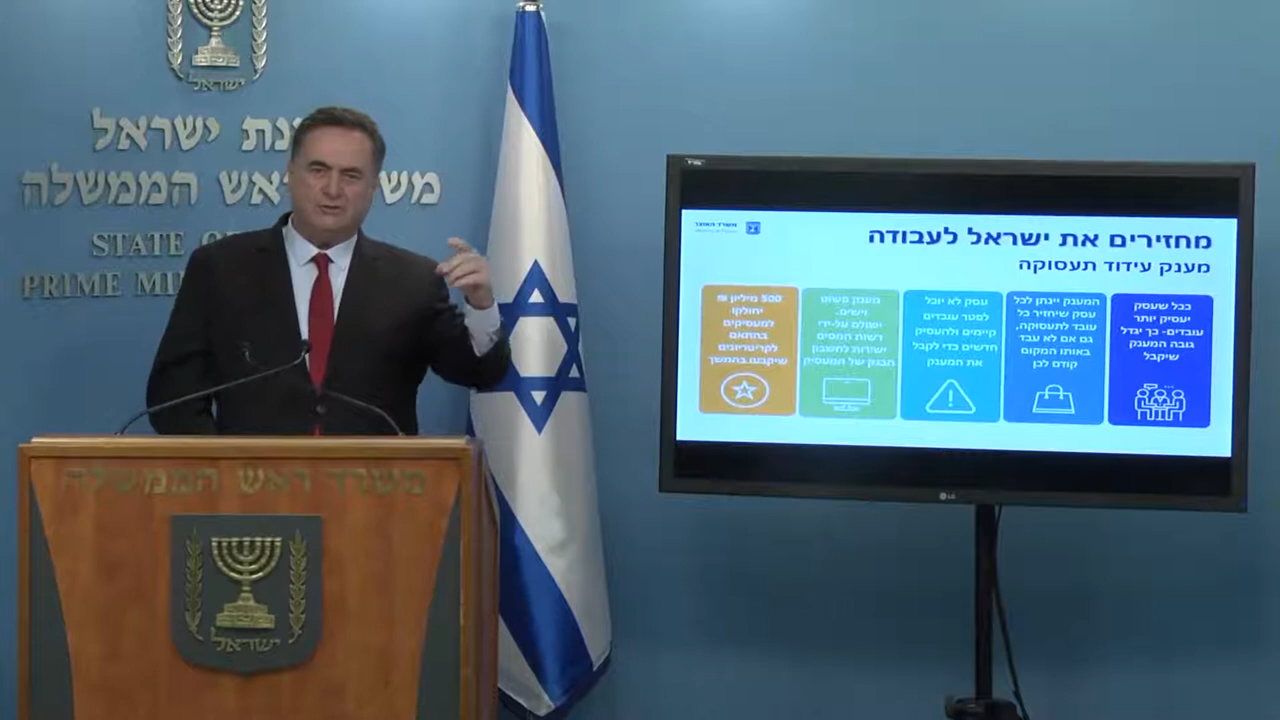 ישראל
ישראל
ראש הממשלה
STATE
PRIME
משרד ראש הממשלה
ישראל
משרד האוצר
מחזירים את ישראל לעבודה
מענק עידוד תעסוקה
ככל שעסק
יעסיק יותר
עובדים- כך יגדל
גובה המענק
שיקבל
המענק יינתן לכל
עסק שיחזיר כל
עובד לתעסוקה,
גם אם לא עבד
באותו המקום
קודם לכן
עסק לא יוכל
לפטר עובדים
קיימים ולהעסיק
חדשים כדי לקבל
את המענק
מענק פשוט
וישים.
ישולם על-ידי
רשות המסים
ישירות לחשבון
הבנק של המעסיק
500 מיליון ₪
יחולקו
למעסיקים
בהתאם
לקריטריונים
שיקבעו בהמשך
LG